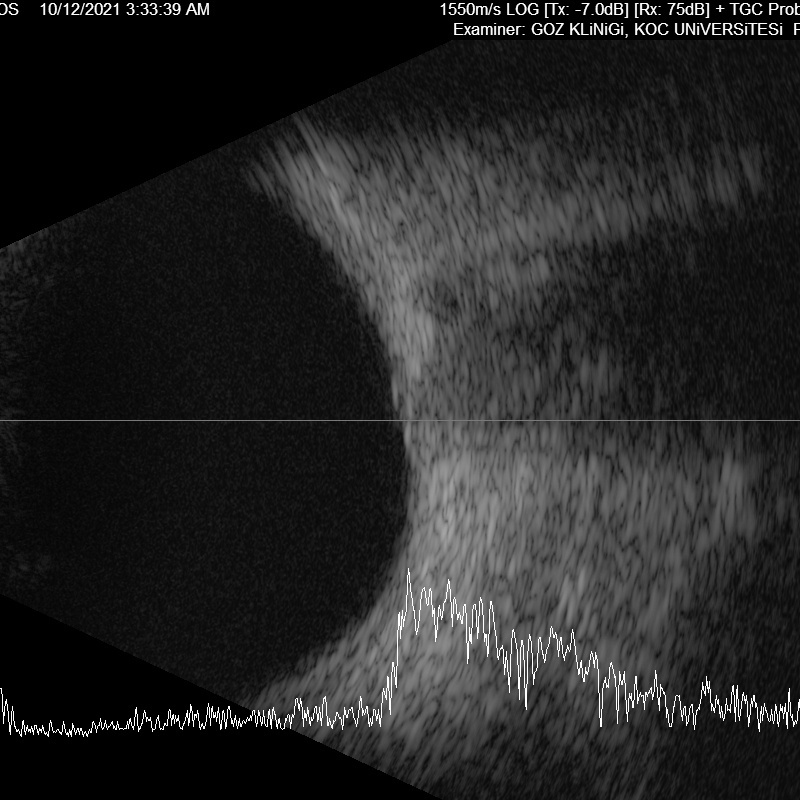 OS 10/12/2021 3:33:39 AM 1550m/s LOG [Tx: -7.0dB] [Rx: 75dB] + TGC
Examiner: GOZ KLiNiGi, KOC UNiVERSiTESi